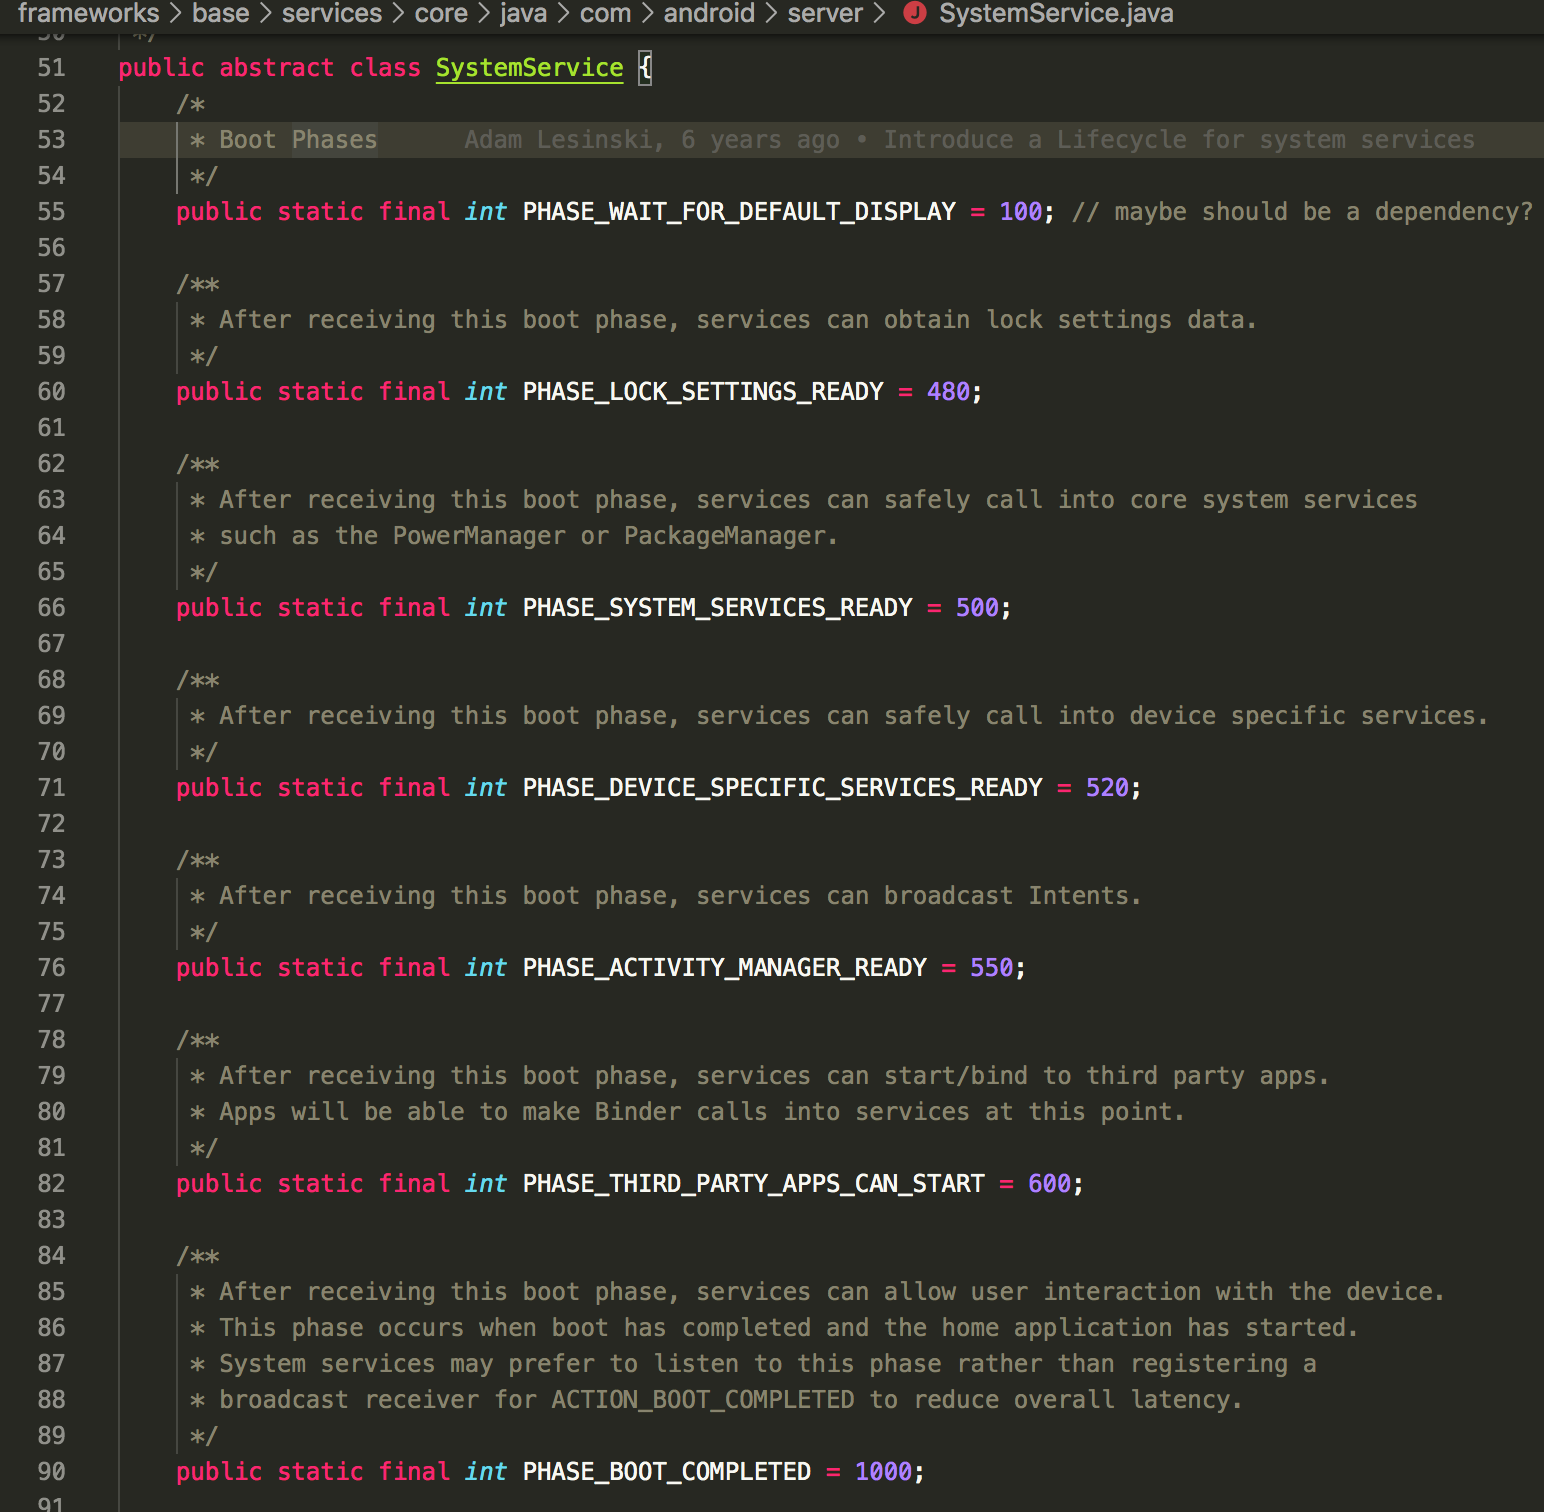 frameworks > base > services > core > java > com > android > server > J SystemService.java
50 */
51 public abstract class SystemService {
52 /*
53 * Boot Phases Adam Lesinski, 6 years ago • Introduce a Lifecycle for system services
54 */
55 public static final int PHASE_WAIT_FOR_DEFAULT_DISPLAY = 100; // maybe should be a dependency?
56
57 /**
58 * After receiving this boot phase, services can obtain lock settings data.
59 */
60 public static final int PHASE_LOCK_SETTINGS_READY = 480;
61
62 /**
63 * After receiving this boot phase, services can safely call into core system services
64 * such as the PowerManager or PackageManager.
65 */
66 public static final int PHASE_SYSTEM_SERVICES_READY = 500;
67
68 /**
69 * After receiving this boot phase, services can safely call into device specific services.
70 */
71 public static final int PHASE_DEVICE_SPECIFIC_SERVICES_READY = 520;
72
73 /**
74 * After receiving this boot phase, services can broadcast Intents.
75 */
76 public static final int PHASE_ACTIVITY_MANAGER_READY = 550;
77
78 /**
79 * After receiving this boot phase, services can start/bind to third party apps.
80 * Apps will be able to make Binder calls into services at this point.
81 */
82 public static final int PHASE_THIRD_PARTY_APPS_CAN_START = 600;
83
84 /**
85 * After receiving this boot phase, services can allow user interaction with the device.
86 * This phase occurs when boot has completed and the home application has started.
87 * System services may prefer to listen to this phase rather than registering a
88 * broadcast receiver for ACTION_BOOT_COMPLETED to reduce overall latency.
89 */
90 public static final int PHASE_BOOT_COMPLETED = 1000;
91